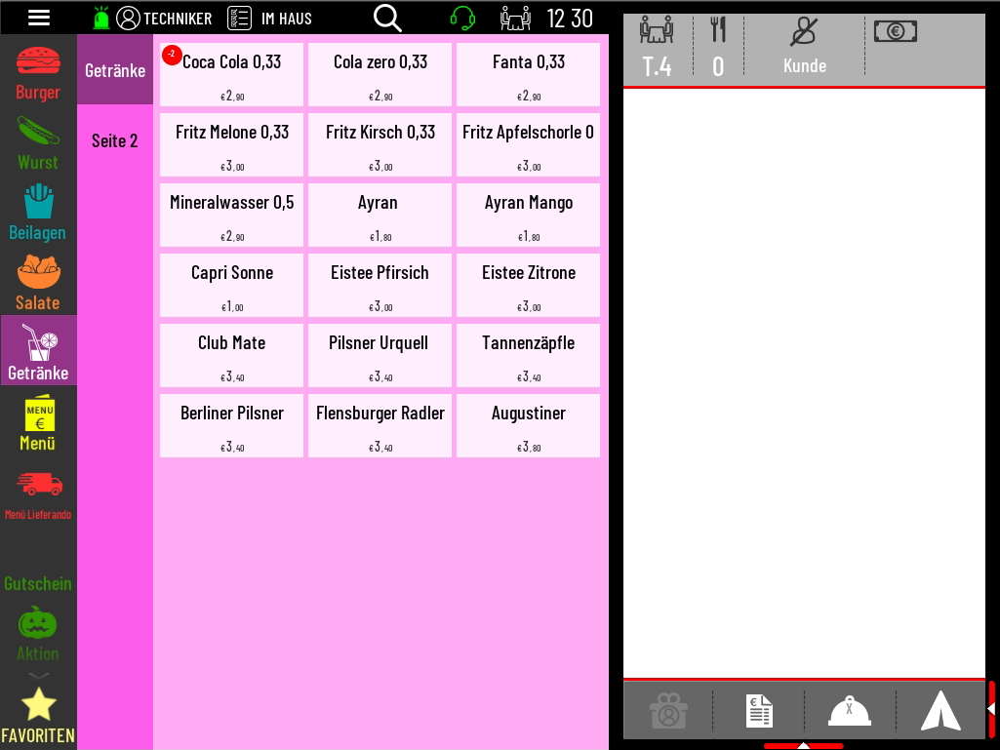 TECHNIKER
IM HAUS
12 30
T.4
0
Kunde
€
Burger
Wurst
Beilagen
Salate
Getränke
MENU
€
Menü
Menü Lieferando
Gutschein
Aktion
FAVORITEN
Getränke
Seite 2
-2
Coca Cola 0,33
€2,90
Cola zero 0,33
€2,90
Fanta 0,33
€2,90
Fritz Melone 0,33
€3,00
Fritz Kirsch 0,33
€3,00
Fritz Apfelschorle 0
€3,00
Mineralwasser 0,5
€2,90
Ayran
€1,80
Ayran Mango
€1,80
Capri Sonne
€1,00
Eistee Pfirsich
€3,00
Eistee Zitrone
€3,00
Club Mate
€3,40
Pilsner Urquell
€3,40
Tannenzäpfle
€3,40
Berliner Pilsner
€3,40
Flensburger Radler
€3,40
Augustiner
€3,80
€
X